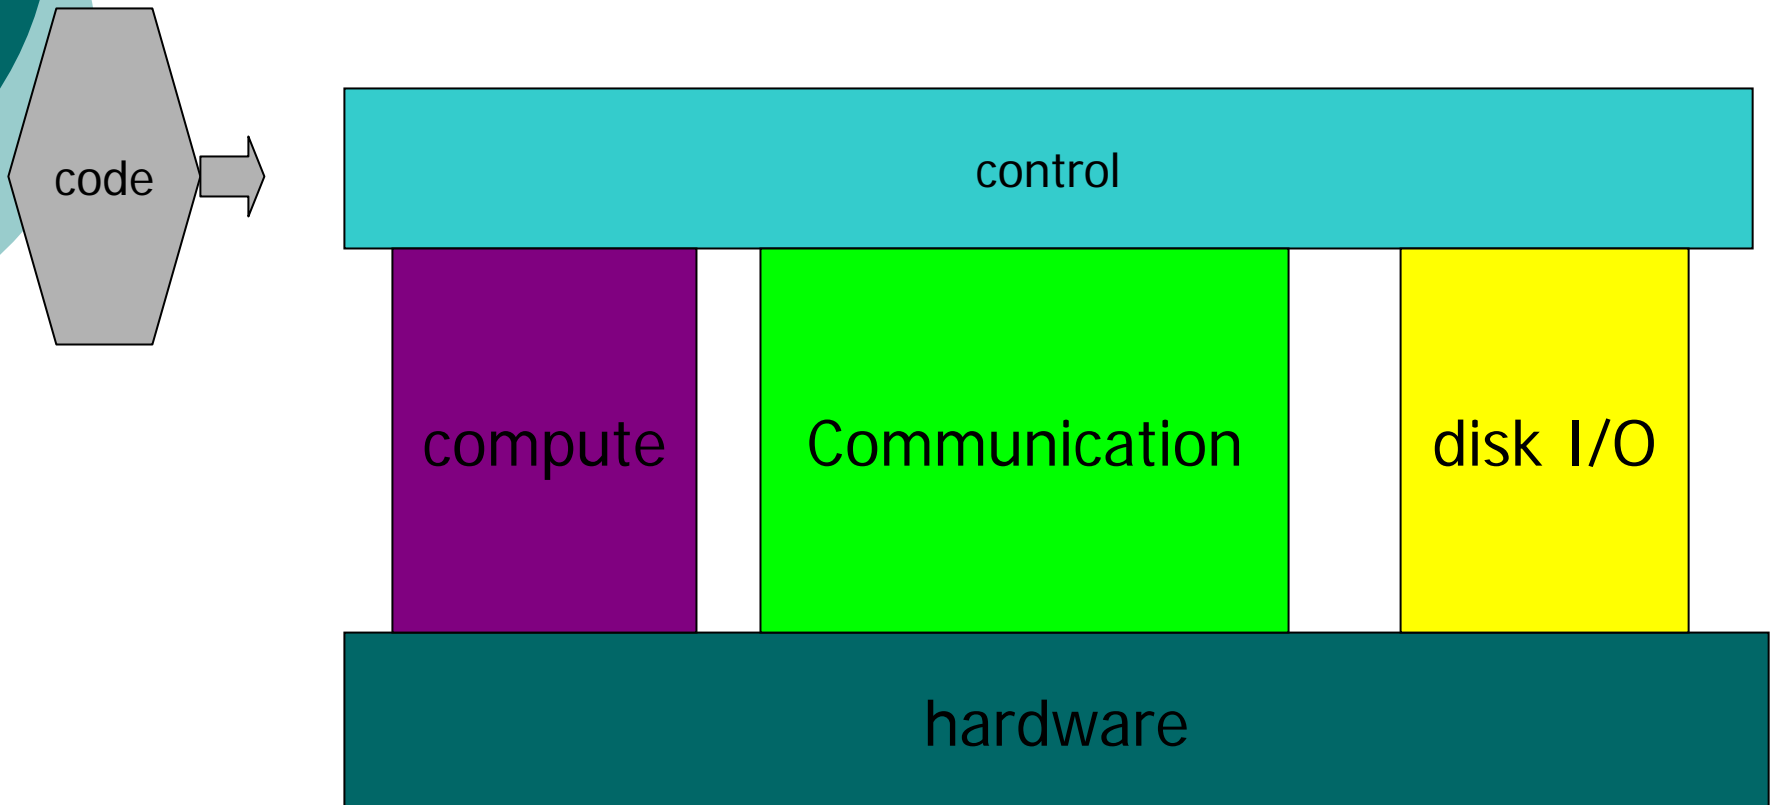 code
control
compute
Communication
disk I/O
hardware